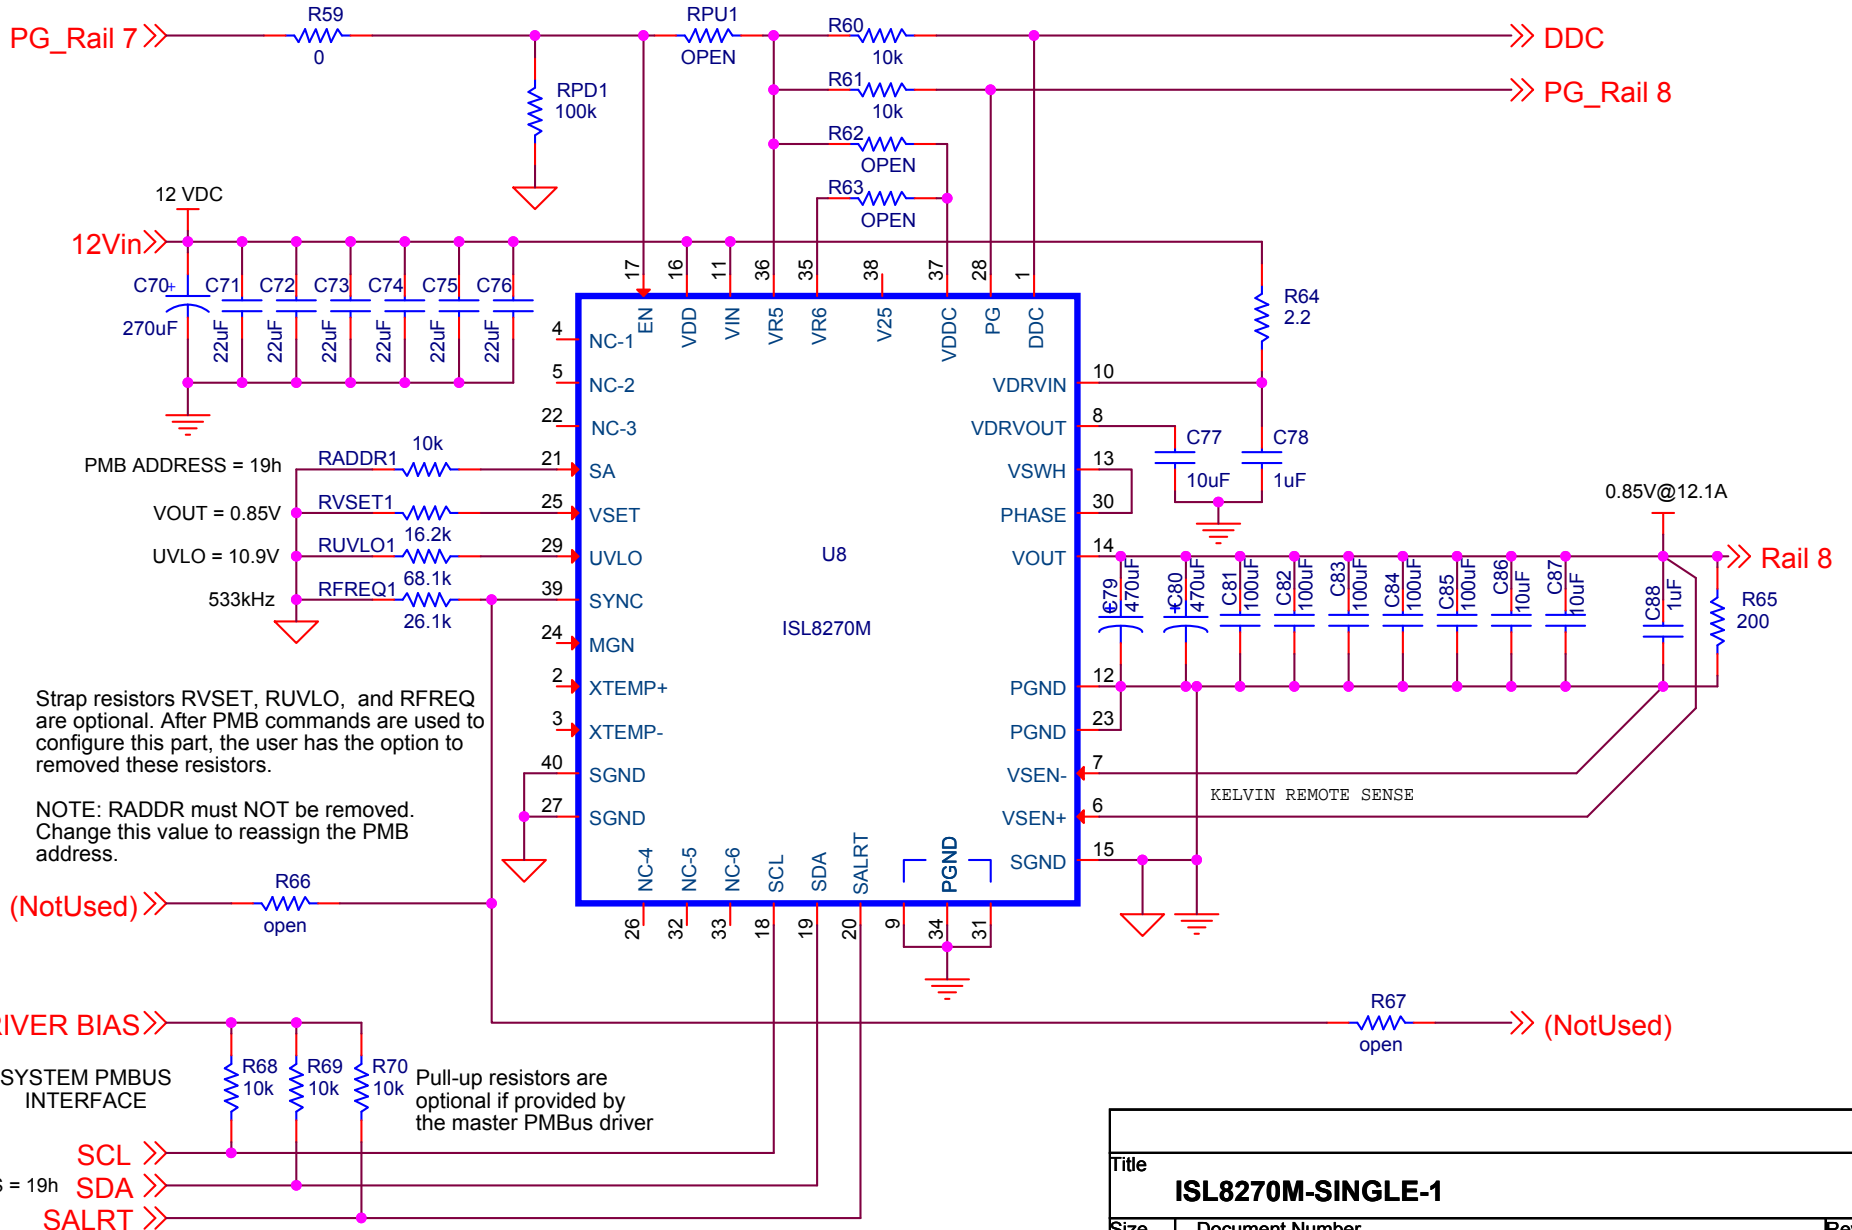 R59
RPU1
R60
PG_Rail 7
0
OPEN
10k
DDC
RPD1
100k
R61
10k
PG_Rail 8
R62
OPEN
R63
OPEN
12 VDC
12Vin
C70 +
270uF
C71
22uF
C72
22uF
C73
22uF
C74
22uF
C75
22uF
C76
22uF
17
16
11
36
35
38
37
28
1
EN
VDD
VIN
VR5
VR6
V25
VDDC
PG
DDC
R64
2.2
4
NC-1
5
NC-2
22
NC-3
21
SA
25
VSET
29
UVLO
39
SYNC
24
MGN
2
XTEMP+
3
XTEMP-
40
SGND
27
SGND
PMB ADDRESS = 19h
RADDR1
10k
VOUT = 0.85V
RVSET1
16.2k
UVLO = 10.9V
RUVLO1
68.1k
533kHz
RFREQ1
26.1k
U8
ISL8270M
VDRVIN
10
VDRVOUT
8
VSWH
13
PHASE
30
VOUT
14
PGND
12
PGND
23
VSEN-
7
VSEN+
6
SGND
15
C77
10uF
C78
1uF
0.85V@12.1A
Rail 8
+
C79
470uF
+
C80
470uF
C81
100uF
C82
100uF
C83
100uF
C84
100uF
C85
100uF
C86
10uF
C87
10uF
C88
1uF
R65
200
KELVIN REMOTE SENSE
Strap resistors RVSET, RUVLO, and RFREQ
are optional. After PMB commands are used to
configure this part, the user has the option to
removed these resistors.
NOTE: RADDR must NOT be removed.
Change this value to reassign the PMB
address.
NC-4
NC-5
NC-6
SCL
SDA
SALRT
PGND
26
32
33
18
19
20
9
34
31
(NotUsed)
R66
open
R67
open
(NotUsed)
RIVER BIAS
SYSTEM PMBUS
INTERFACE
R68
10k
R69
10k
R70
10k
Pull-up resistors are
optional if provided by
the master PMBus driver
SCL
S = 19h
SDA
SALRT
Title
ISL8270M-SINGLE-1
Size
Document Number
Re